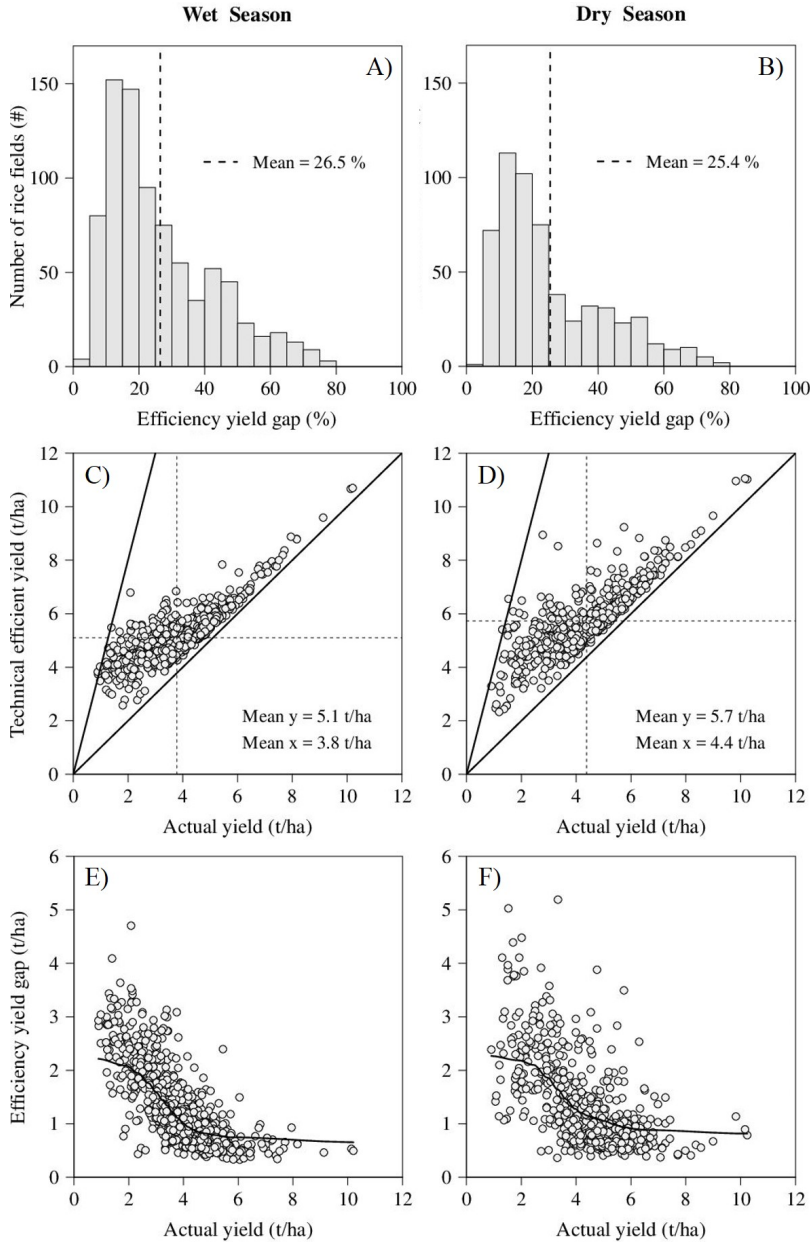 Wet Season
Dry Season
A)
B)
Number of rice fields (#)
150
100
50
0
Mean = 26.5 %
150
100
50
0
Mean = 25.4 %
0 20 40 60 80 100
0 20 40 60 80 100
Efficiency yield gap (%)
Efficiency yield gap (%)
C)
D)
Technical efficient yield (t/ha)
12
10
8
6
4
2
0
Mean y = 5.1 t/ha
Mean x = 3.8 t/ha
12
10
8
6
4
2
0
Mean y = 5.7 t/ha
Mean x = 4.4 t/ha
0 2 4 6 8 10 12
0 2 4 6 8 10 12
Actual yield (t/ha)
Actual yield (t/ha)
E)
F)
Efficiency yield gap (t/ha)
6
5
4
3
2
1
0
6
5
4
3
2
1
0
0 2 4 6 8 10 12
0 2 4 6 8 10 12
Actual yield (t/ha)
Actual yield (t/ha)